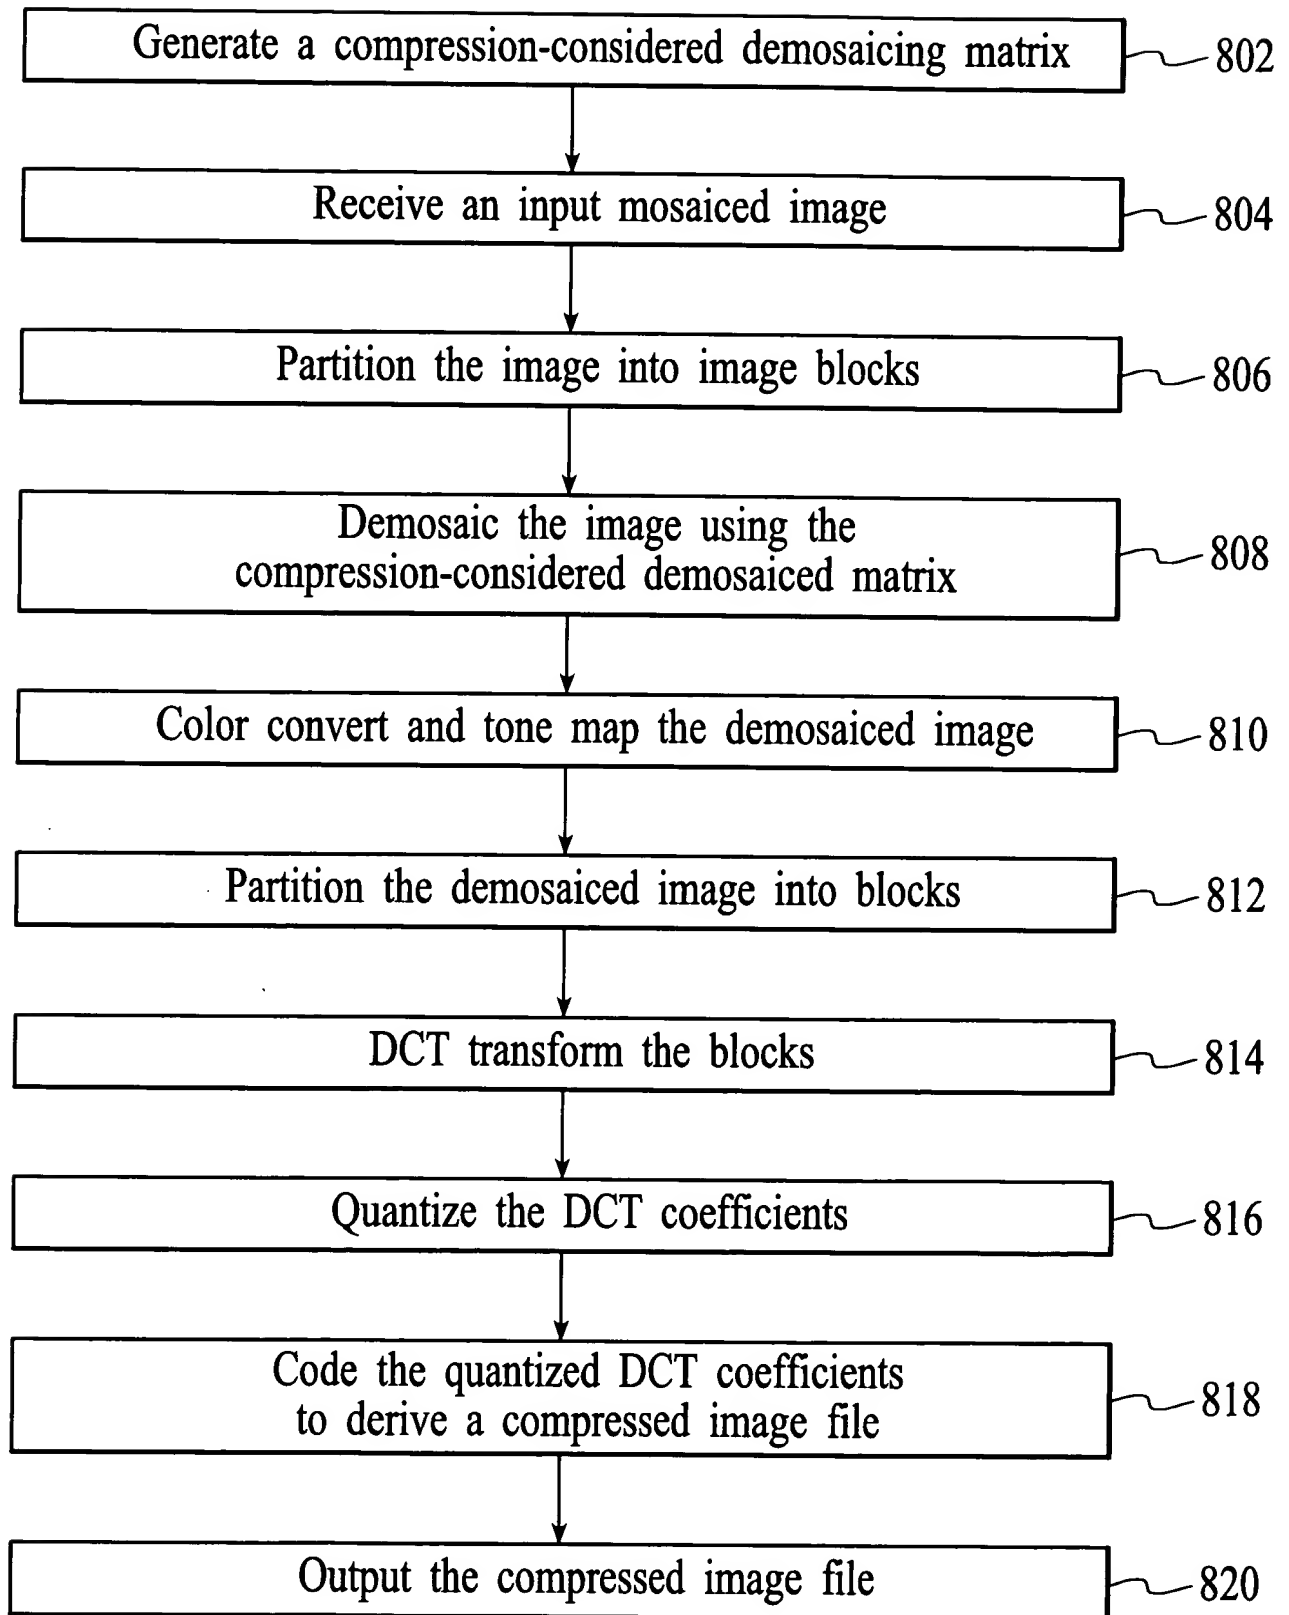 Generate a compression-considered demosaicing matrix
802
Receive an input mosaiced image
804
Partition the image into image blocks
806
Demosaic the image using the
compression-considered demosaiced matrix
808
Color convert and tone map the demosaiced image
810
Partition the demosaiced image into blocks
812
DCT transform the blocks
814
Quantize the DCT coefficients
816
Code the quantized DCT coefficients
to derive a compressed image file
818
Output the compressed image file
820